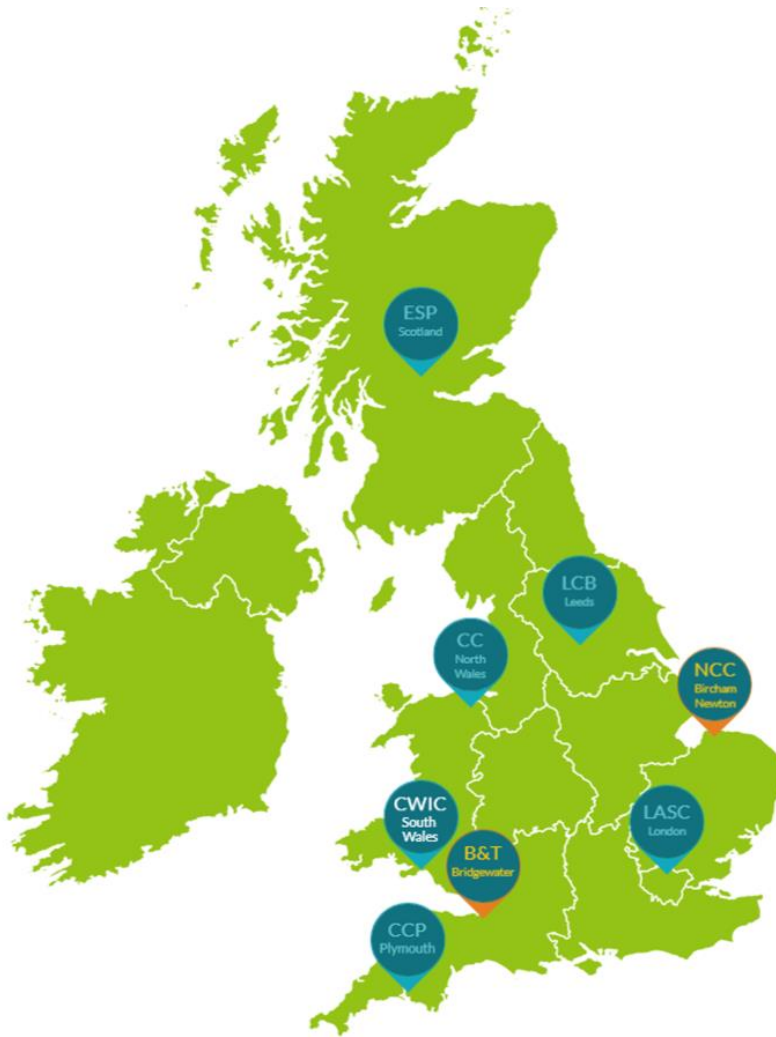 ESP
Scotland
LCB
Leeds
CC
North
Wales
NCC
Bircham
Newton
CWIC
South
Wales
LASC
London
B&T
Bridgewater
CCP
Plymouth